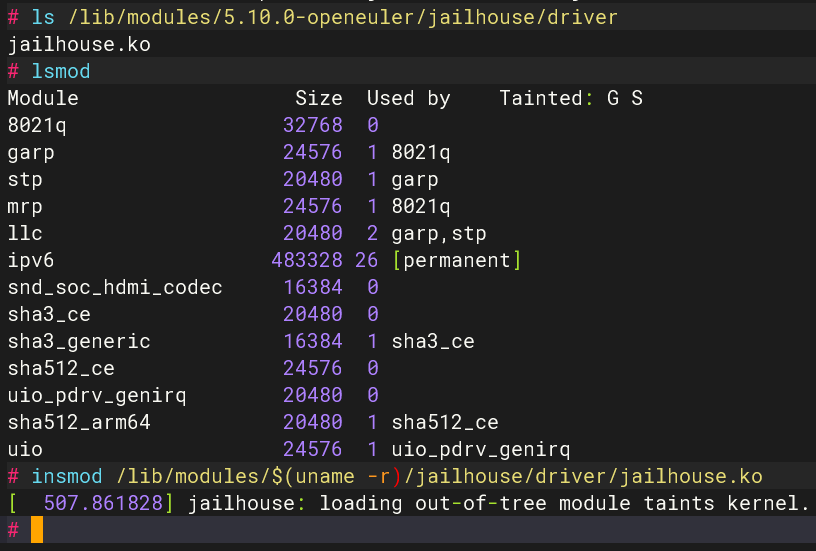 # ls /lib/modules/5.10.0-openeuler/jailhouse/driver
jailhouse.ko
# lsmod
Module                  Size  Used by    Tainted: G S
8021q                  32768  0
garp                   24576  1 8021q
stp                    20480  1 garp
mrp                    24576  1 8021q
llc                    20480  2 garp,stp
ipv6                  483328 26 [permanent]
snd_soc_hdmi_codec     16384  0
sha3_ce                20480  0
sha3_generic           16384  1 sha3_ce
sha512_ce              24576  0
uio_pdrv_genirq        20480  0
sha512_arm64           20480  1 sha512_ce
uio                    24576  1 uio_pdrv_genirq
# insmod /lib/modules/$(uname -r)/jailhouse/driver/jailhouse.ko
[  507.861828] jailhouse: loading out-of-tree module taints kernel.
#